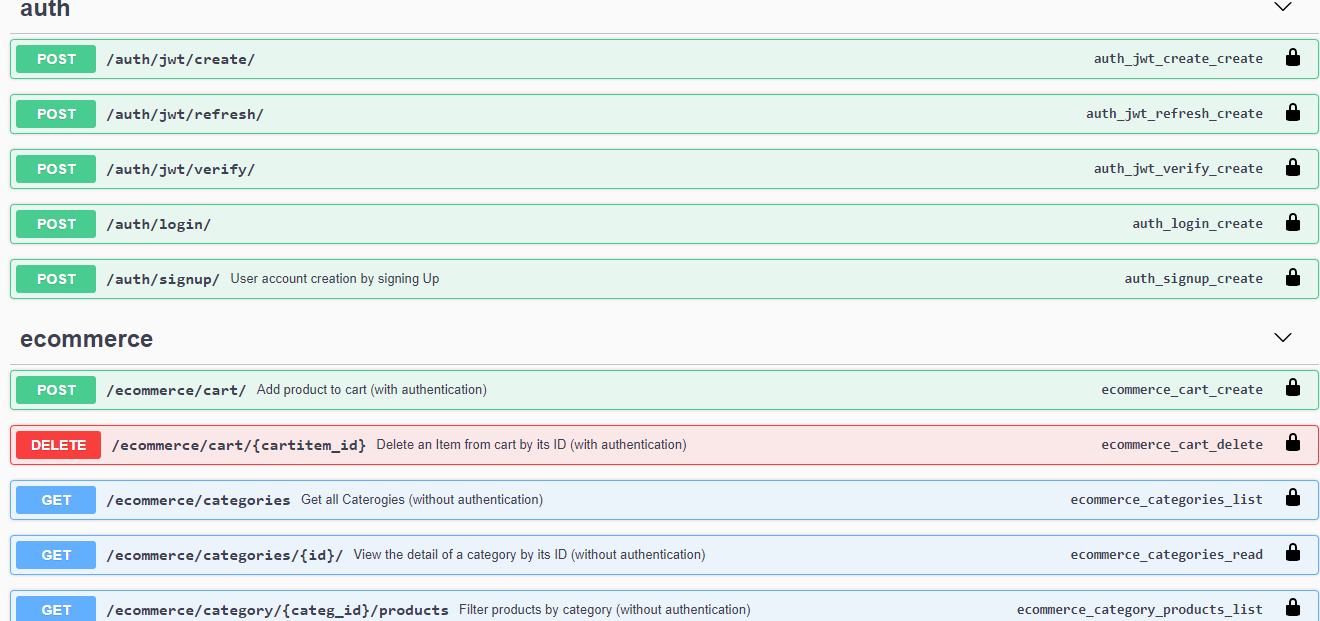 auth
POST /auth/jwt/create/ auth_jwt_create_create
POST /auth/jwt/refresh/ auth_jwt_refresh_create
POST /auth/jwt/verify/ auth_jwt_verify_create
POST /auth/login/ auth_login_create
POST /auth/signup/ User account creation by signing Up auth_signup_create
ecommerce
POST /ecommerce/cart/ Add product to cart (with authentication) ecommerce_cart_create
DELETE /ecommerce/cart/{cartitem_id} Delete an Item from cart by its ID (with authentication) ecommerce_cart_delete
GET /ecommerce/categories Get all Caterogies (without authentication) ecommerce_categories_list
GET /ecommerce/categories/{id}/ View the detail of a category by its ID (without authentication) ecommerce_categories_read
GET /ecommerce/category/{categ_id}/products Filter products by category (without authentication) ecommerce_category_products_list